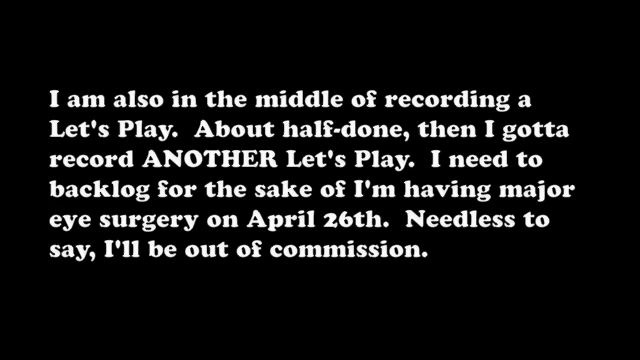 I am also in the middle of recording a
Let's Play.  About half-done, then I gotta
record ANOTHER Let's Play.  I need to
backlog for the sake of I'm having major
eye surgery on April 26th.  Needless to
say, I'll be out of commission.